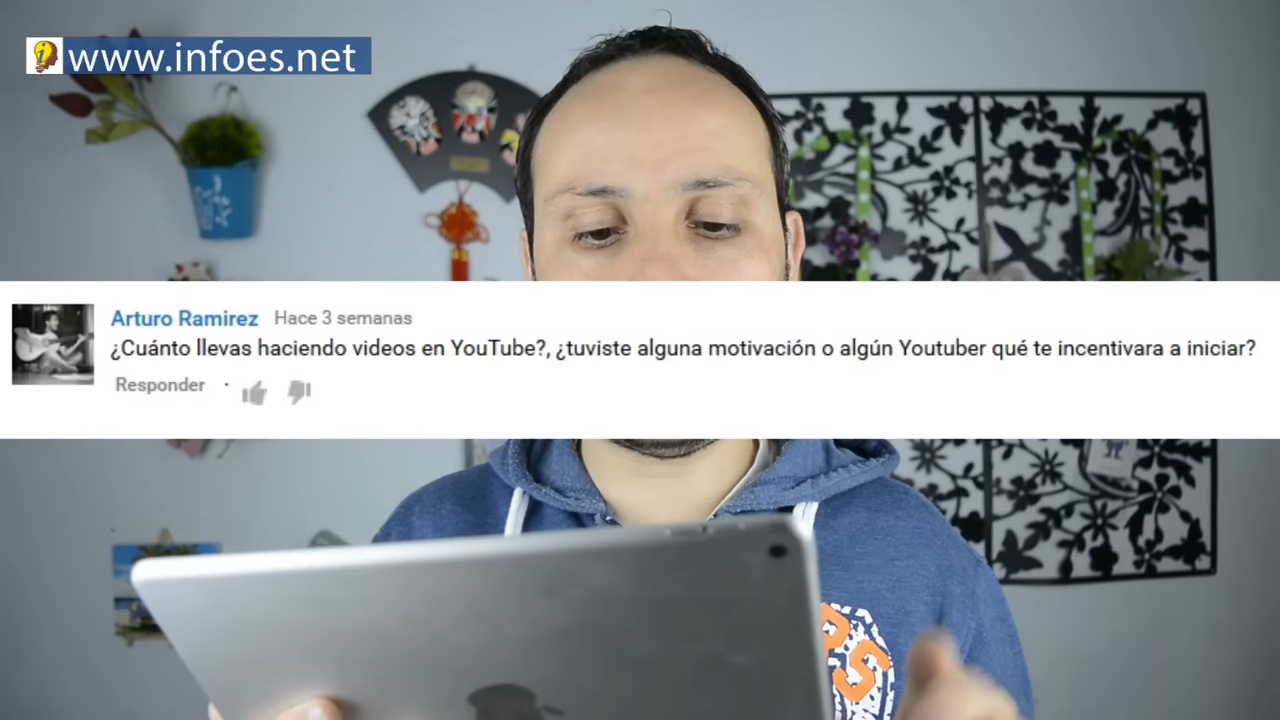 www.infoes.net
Arturo Ramirez Hace 3 semanas
¿Cuánto llevas haciendo videos en YouTube?, ¿tuviste alguna motivación o algún Youtuber qué te incentivara a iniciar?
Responder ·